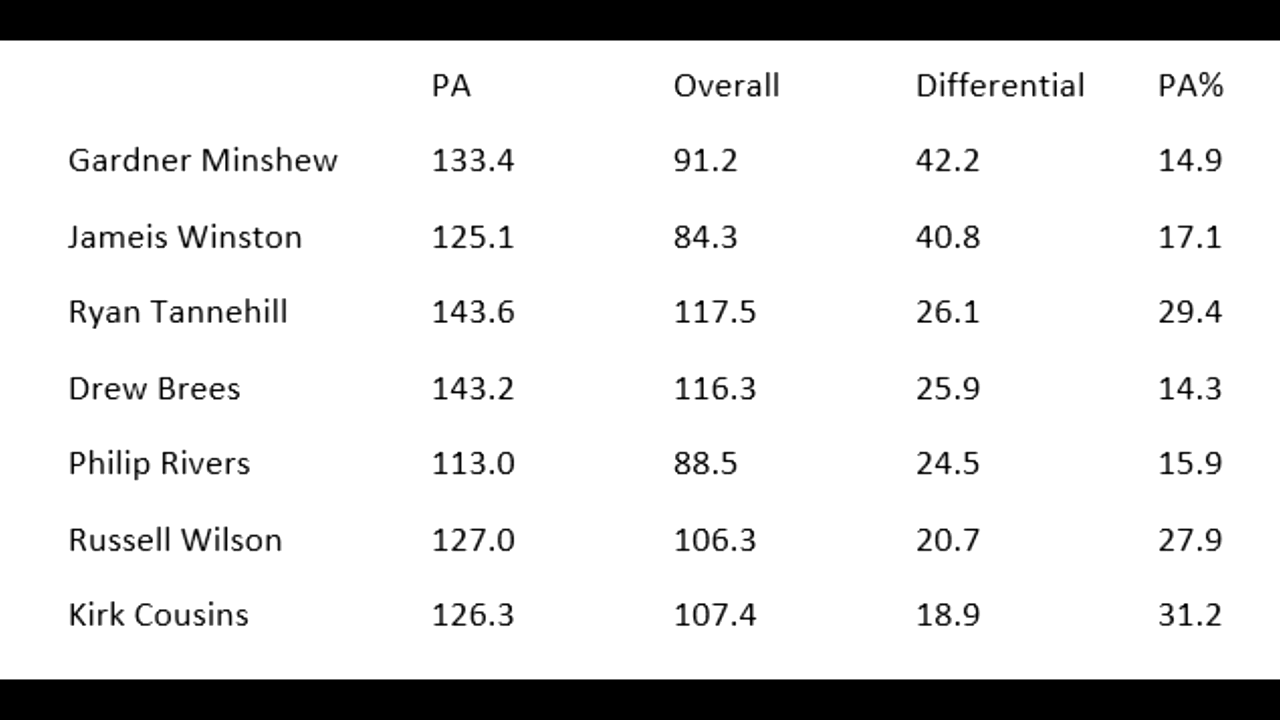 PA Overall Differential PA%
Gardner Minshew 133.4 91.2 42.2 14.9
Jameis Winston 125.1 84.3 40.8 17.1
Ryan Tannehill 143.6 117.5 26.1 29.4
Drew Brees 143.2 116.3 25.9 14.3
Philip Rivers 113.0 88.5 24.5 15.9
Russell Wilson 127.0 106.3 20.7 27.9
Kirk Cousins 126.3 107.4 18.9 31.2